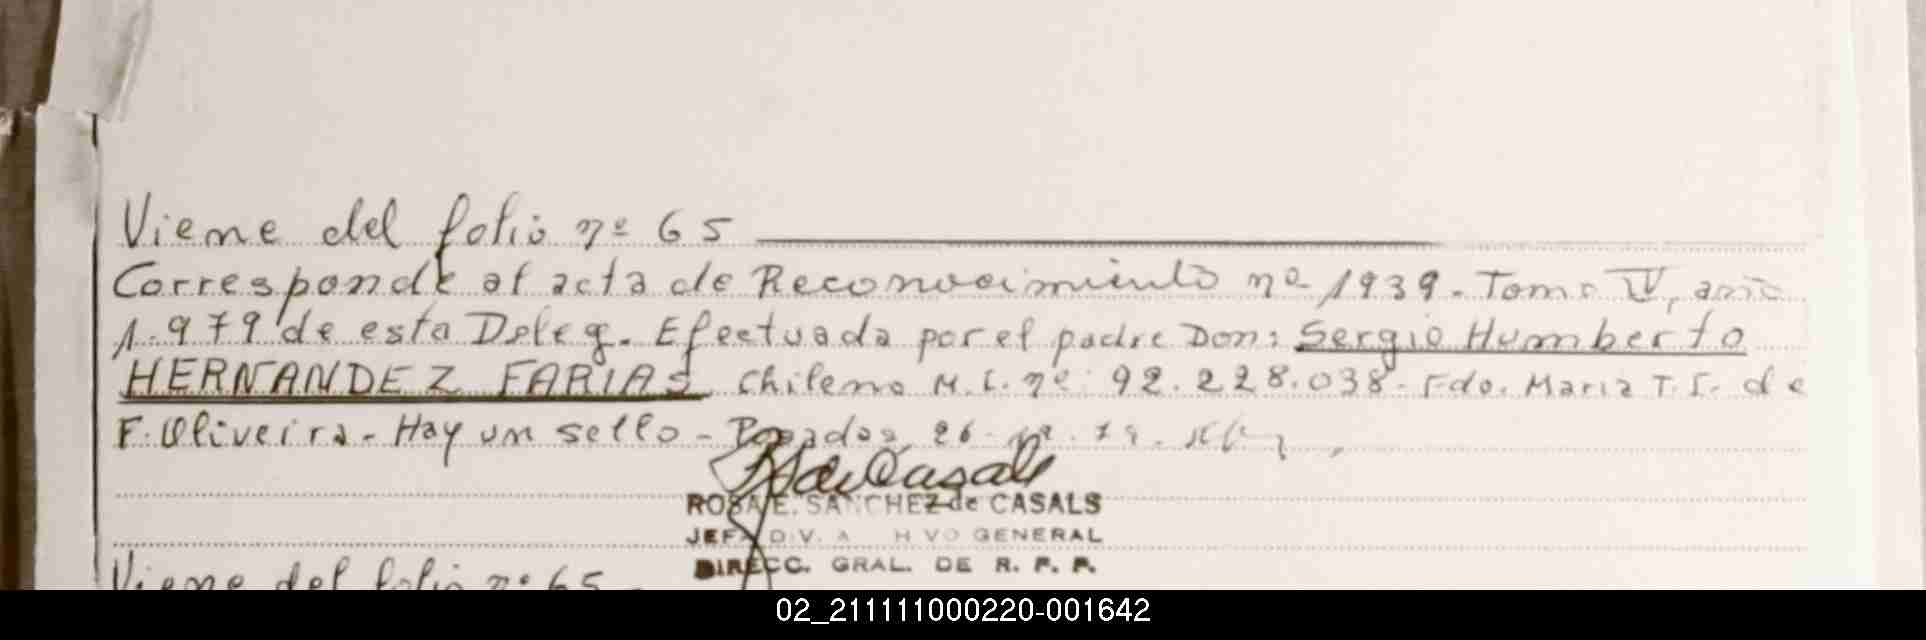 Viene del folio nº 65
Corresponde al acta de Reconocimiento nº 1939. Tomo IV, año
1.979 de esta Deleg. Efectuada por el padre Don: Sergio Humberto
HERNANDEZ FARIAS Chileno M.I. nº: 92.228.038. Fdo. Maria T. I. de
F. Oliveira. Hay un sello - Posadas, 26
ROSA E. SANCHEZ de CASALS
JEFA DIV. A HVO GENERAL
DIRECC. GRAL. DE R. P. P.
Viene del folio nº 65
02_211111000220-001642